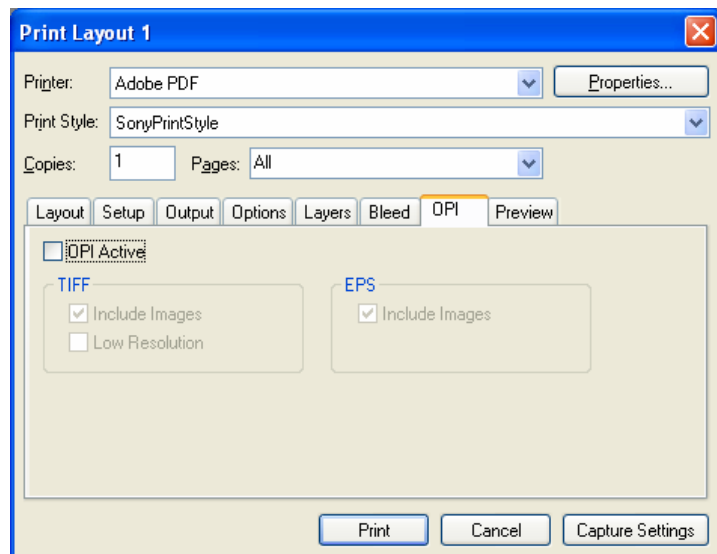 Print Layout 1
Printer: Adobe PDF Properties...
Print Style: SonyPrintStyle
Copies: 1 Pages: All
Layout Setup Output Options Layers Bleed OPI Preview
OPI Active
TIFF EPS
Include Images Include Images
Low Resolution
Print Cancel Capture Settings